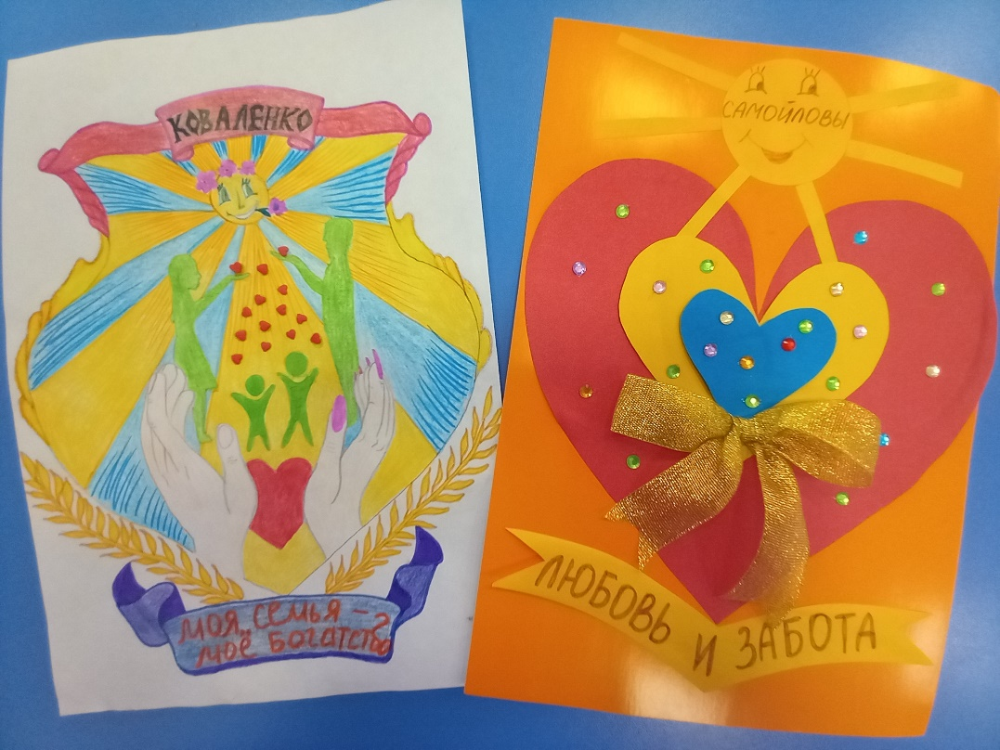 КОВАЛЕНКО
МОЯ СЕМЬЯ –
МОЁ БОГАТСТВО
САМОЙЛОВЫ
ЛЮБОВЬ И ЗАБОТА